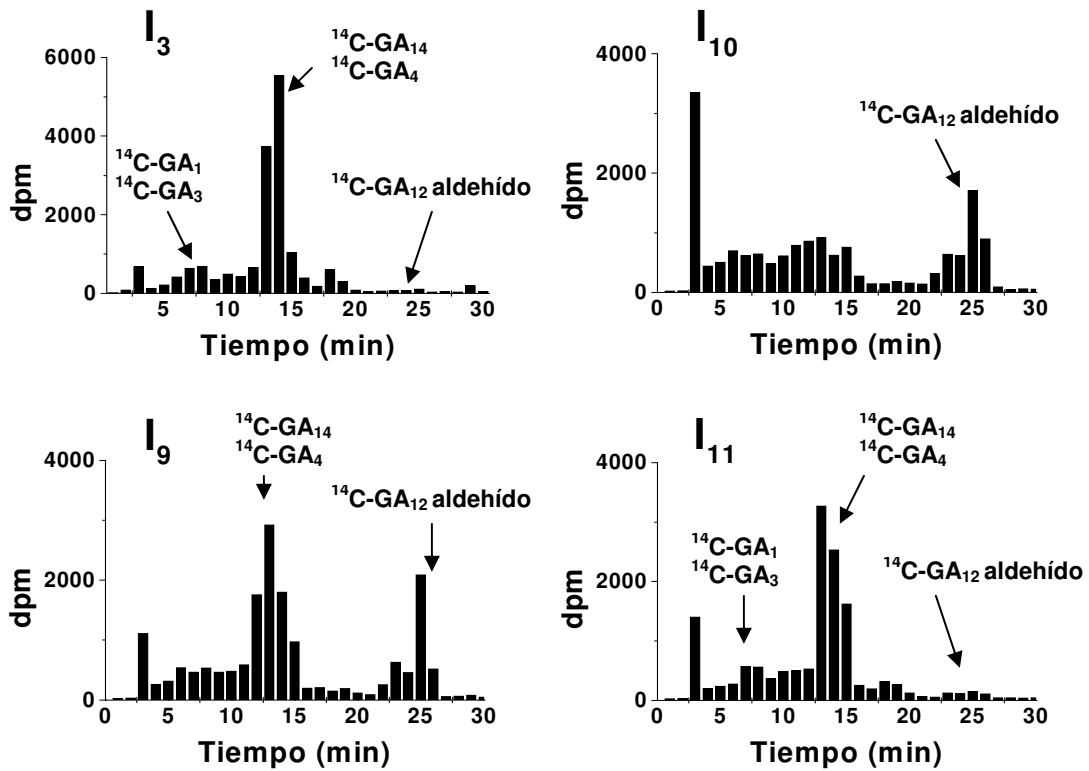 I3
¹⁴C-GA₁₄
¹⁴C-GA₄
6000
4000
2000
0
dpm
¹⁴C-GA₁
¹⁴C-GA₃
¹⁴C-GA₁₂ aldehído
0 5 10 15 20 25 30
Tiempo (min)
I10
4000
2000
0
dpm
¹⁴C-GA₁₂ aldehído
0 5 10 15 20 25 30
Tiempo (min)
I9
¹⁴C-GA₁₄
¹⁴C-GA₄
4000
2000
0
dpm
¹⁴C-GA₁₂ aldehído
0 5 10 15 20 25 30
Tiempo (min)
I11
¹⁴C-GA₁₄
¹⁴C-GA₄
4000
2000
0
dpm
¹⁴C-GA₁
¹⁴C-GA₃
¹⁴C-GA₁₂ aldehído
0 5 10 15 20 25 30
Tiempo (min)